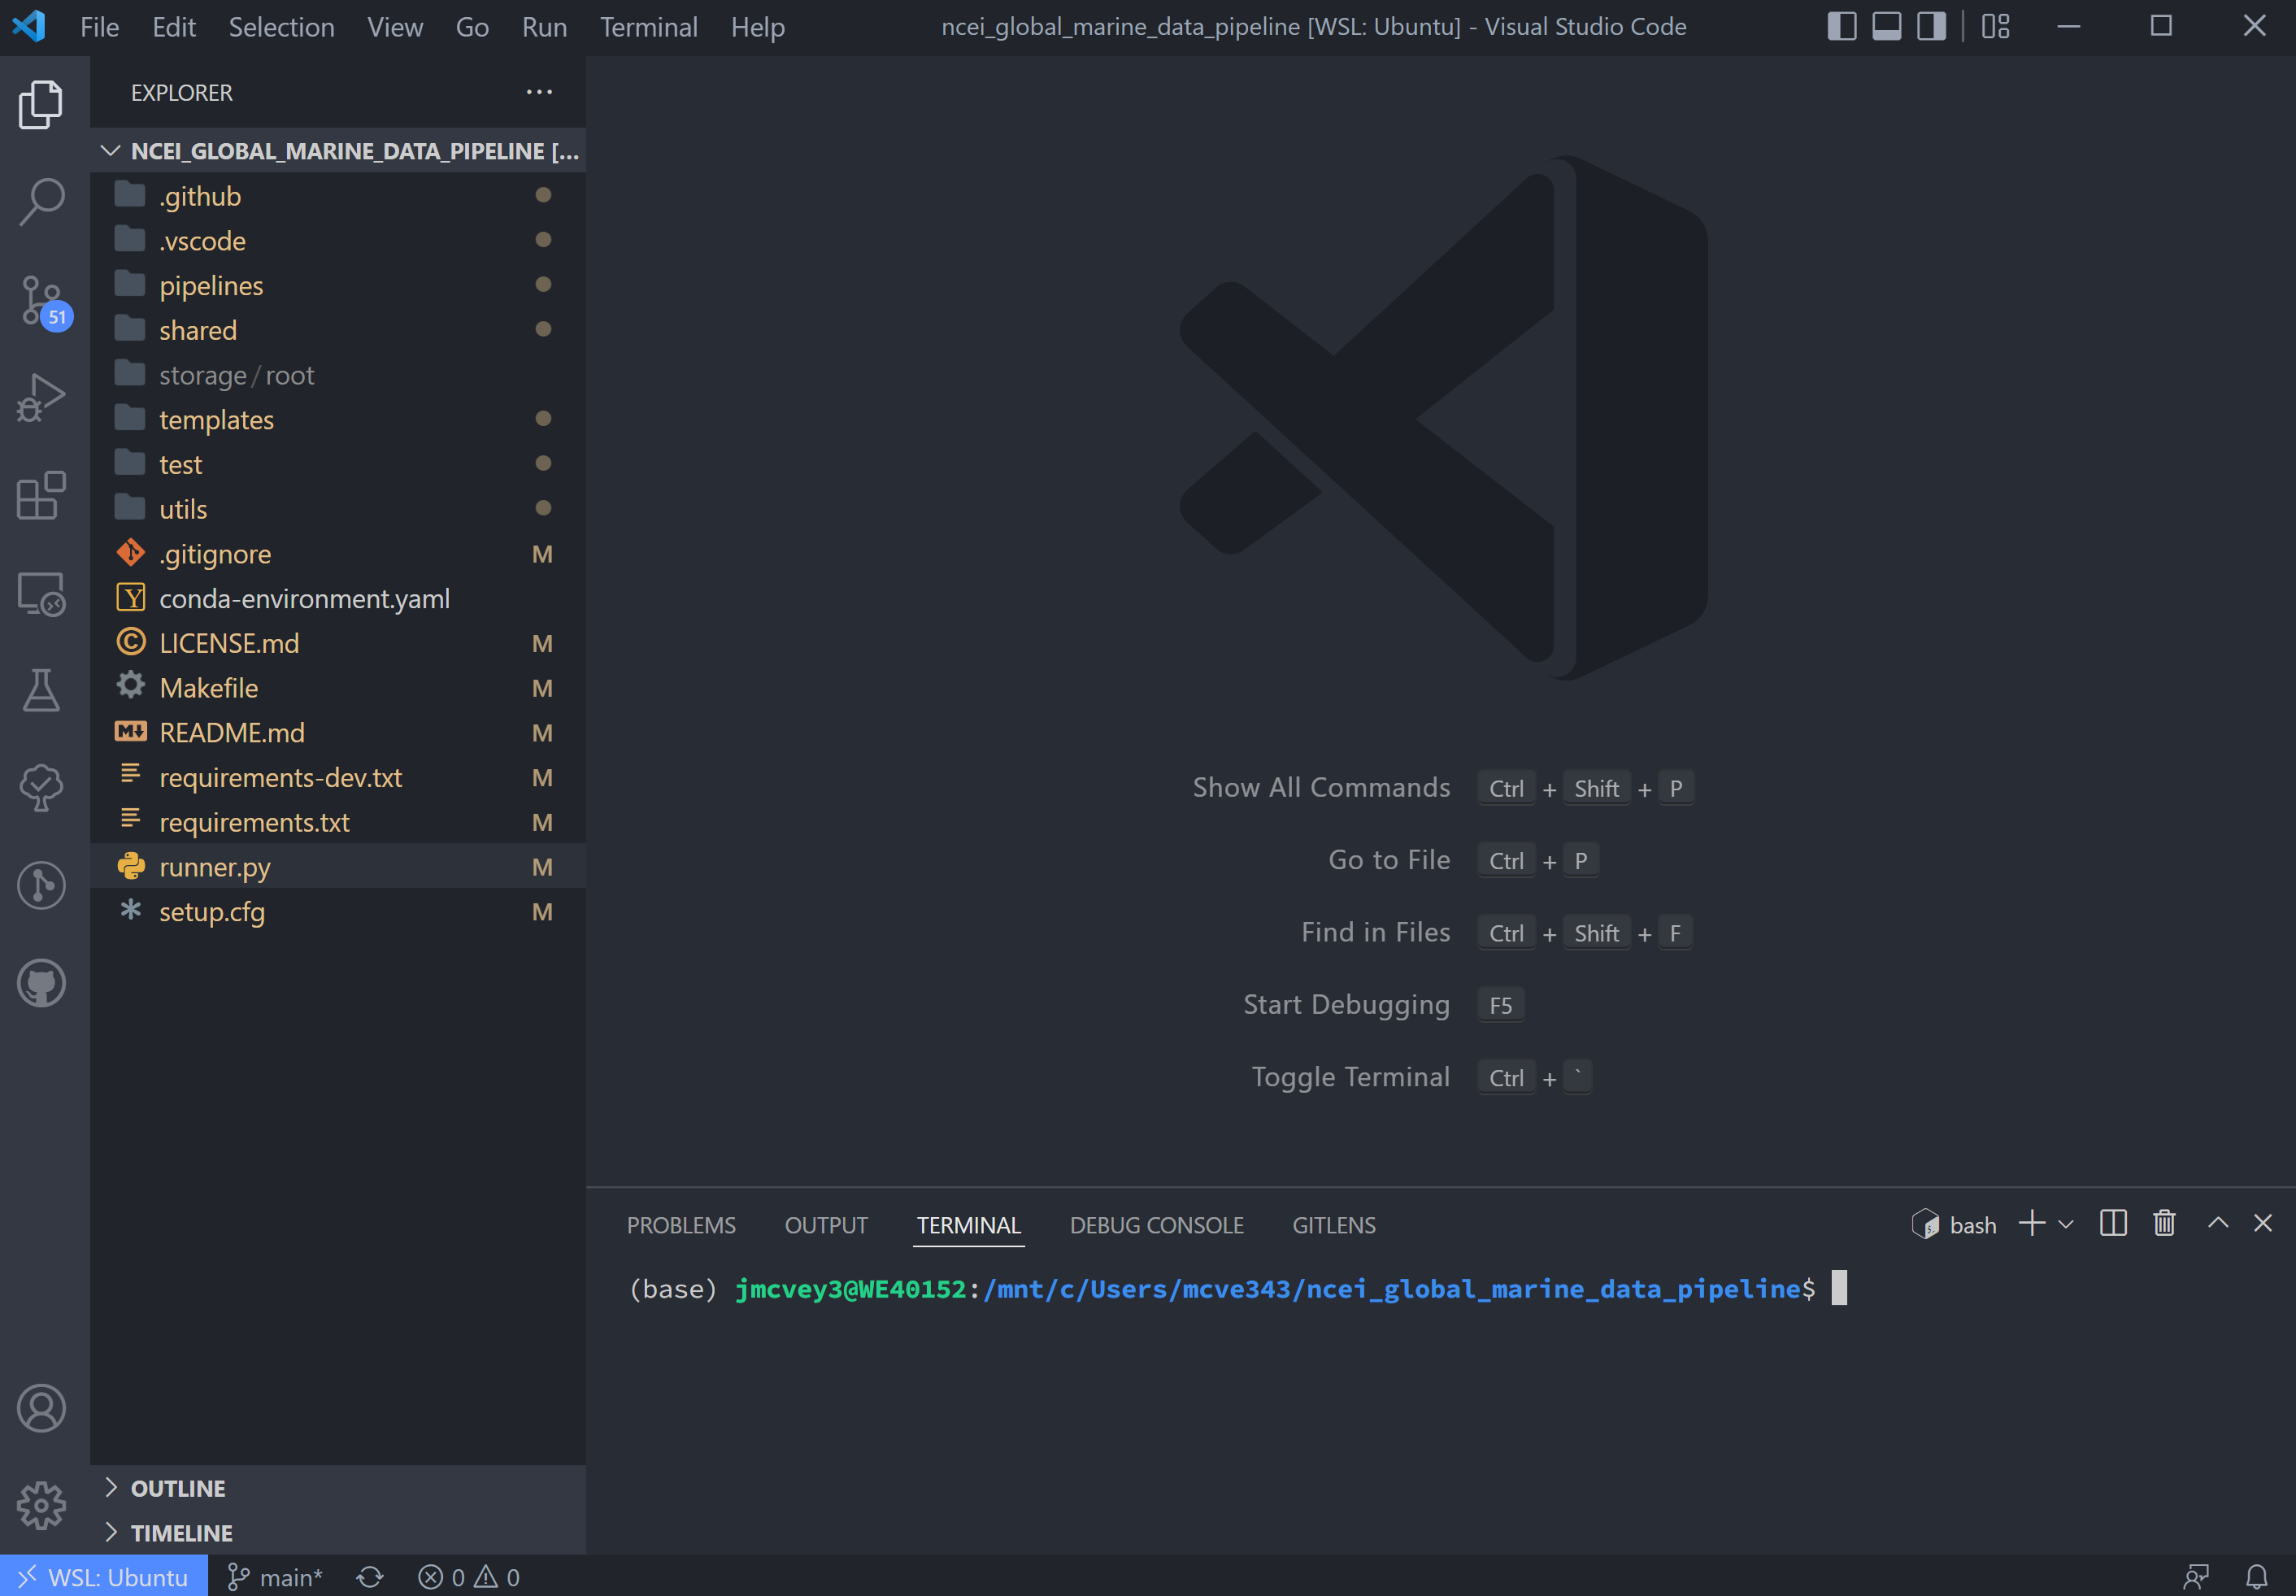 File Edit Selection View Go Run Terminal Help
ncei_global_marine_data_pipeline [WSL: Ubuntu] - Visual Studio Code
EXPLORER
NCEI_GLOBAL_MARINE_DATA_PIPELINE [...
.github
.vscode
pipelines
shared
storage/root
templates
test
utils
.gitignore M
conda-environment.yaml
LICENSE.md M
Makefile M
README.md M
requirements-dev.txt M
requirements.txt M
runner.py M
setup.cfg M
51
OUTLINE
TIMELINE
Show All Commands Ctrl + Shift + P
Go to File Ctrl + P
Find in Files Ctrl + Shift + F
Start Debugging F5
Toggle Terminal Ctrl + `
PROBLEMS OUTPUT TERMINAL DEBUG CONSOLE GITLENS
bash
(base) jmcvey3@WE40152:/mnt/c/Users/mcve343/ncei_global_marine_data_pipeline$
WSL: Ubuntu main* 0 0